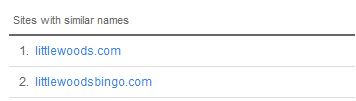 Sites with similar names
1. littlewoods.com
2. littlewoodsbingo.com